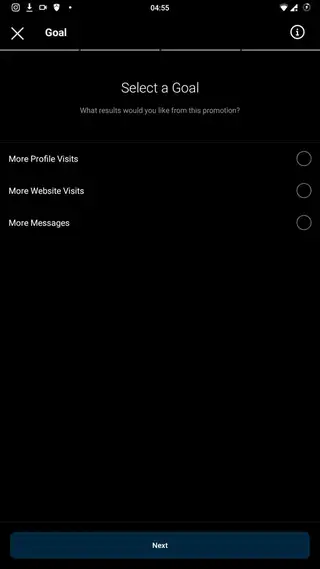 04:55
Goal
Select a Goal
What results would you like from this promotion?
More Profile Visits
More Website Visits
More Messages
Next